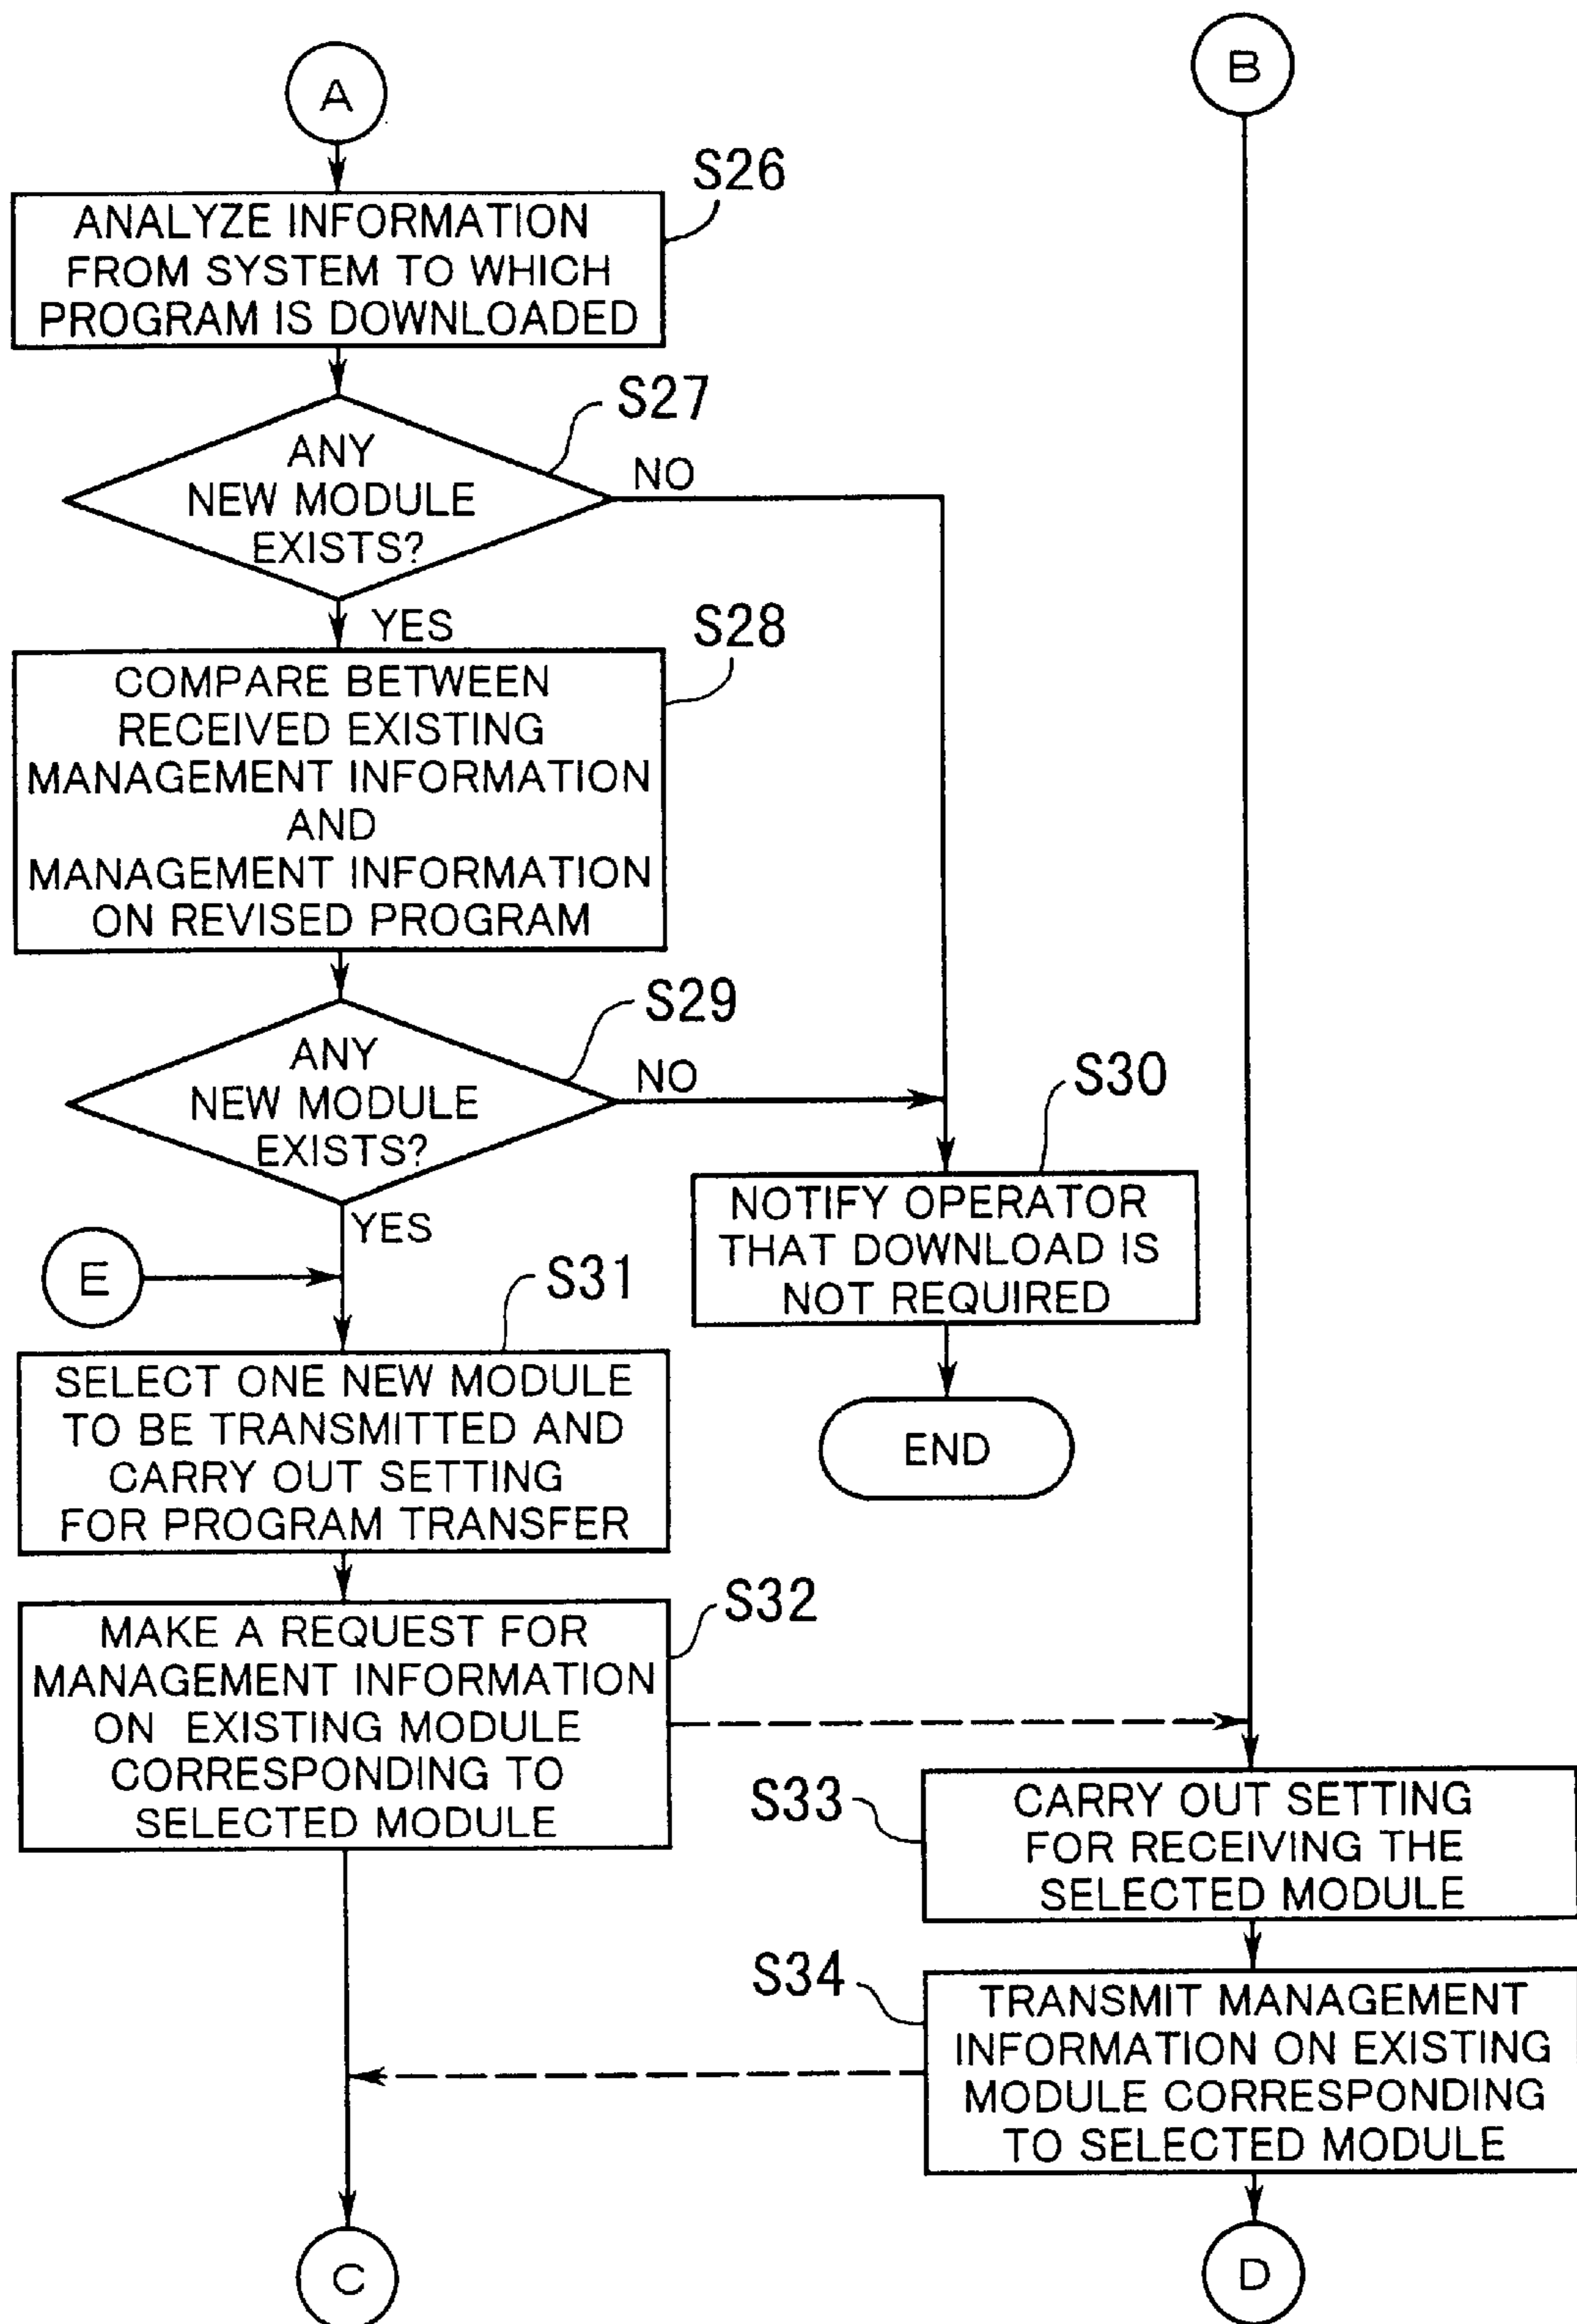 A
B
S26
ANALYZE INFORMATION
FROM SYSTEM TO WHICH
PROGRAM IS DOWNLOADED
S27
ANY
NEW MODULE
EXISTS?
NO
YES
S28
COMPARE BETWEEN
RECEIVED EXISTING
MANAGEMENT INFORMATION
AND
MANAGEMENT INFORMATION
ON REVISED PROGRAM
S29
ANY
NEW MODULE
EXISTS?
NO
YES
S30
NOTIFY OPERATOR
THAT DOWNLOAD IS
NOT REQUIRED
END
E
S31
SELECT ONE NEW MODULE
TO BE TRANSMITTED AND
CARRY OUT SETTING
FOR PROGRAM TRANSFER
S32
MAKE A REQUEST FOR
MANAGEMENT INFORMATION
ON EXISTING MODULE
CORRESPONDING TO
SELECTED MODULE
S33
CARRY OUT SETTING
FOR RECEIVING THE
SELECTED MODULE
S34
TRANSMIT MANAGEMENT
INFORMATION ON EXISTING
MODULE CORRESPONDING
TO SELECTED MODULE
C
D